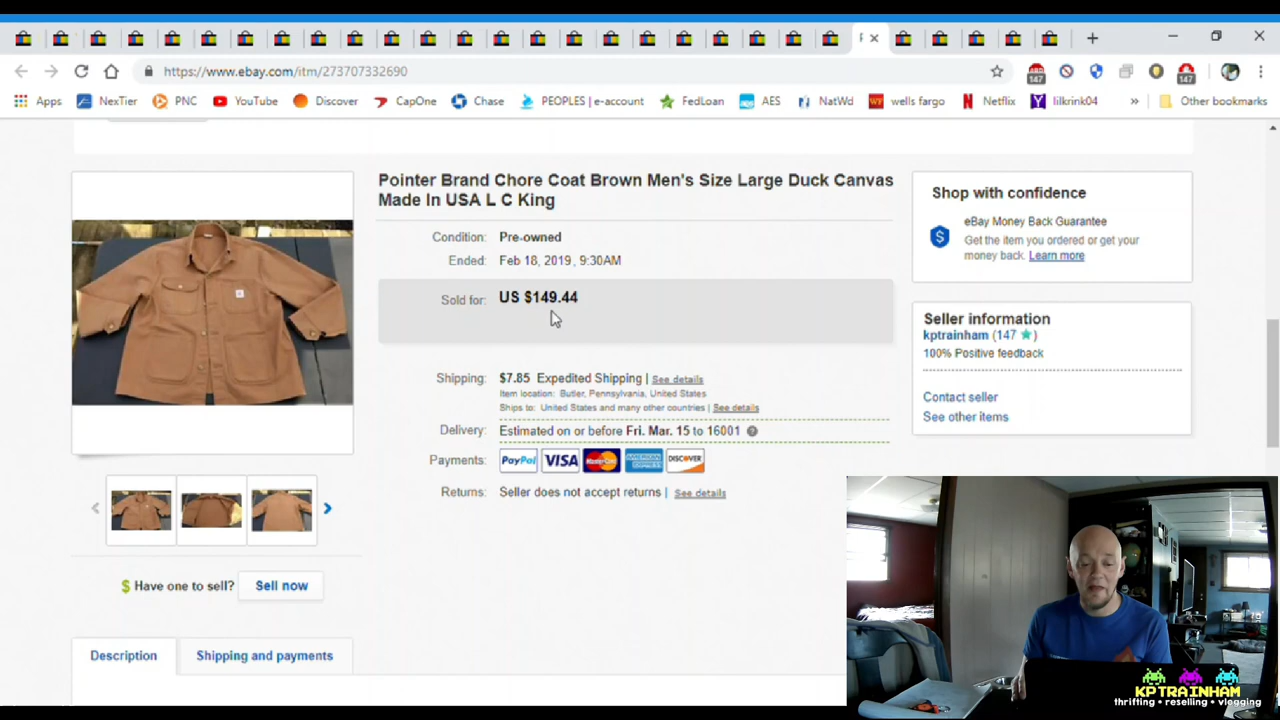 https://www.ebay.com/itm/273707332690
147
147
Apps
NexTier
PNC
YouTube
Discover
CapOne
Chase
PEOPLES | e-account
FedLoan
AES
NatWd
wells fargo
Netflix
lilkrink04
»
Other bookmarks
Pointer Brand Chore Coat Brown Men's Size Large Duck Canvas
Made In USA L C King
Condition: Pre-owned
Ended: Feb 18, 2019 , 9:30AM
Sold for: US $149.44
Shipping: $7.85 Expedited Shipping | See details
Item location: Butler, Pennsylvania, United States
Ships to: United States and many other countries | See details
Delivery: Estimated on or before Fri. Mar. 15 to 16001
Payments: PayPal VISA MasterCard AMERICAN EXPRESS DISCOVER
Returns: Seller does not accept returns | See details
Shop with confidence
eBay Money Back Guarantee
Get the item you ordered or get your
money back. Learn more
Seller information
kptrainham (147 ★)
100% Positive feedback
Contact seller
See other items
$ Have one to sell? Sell now
Description
Shipping and payments
KPTRAINHAM
thrifting • reselling • vlogging